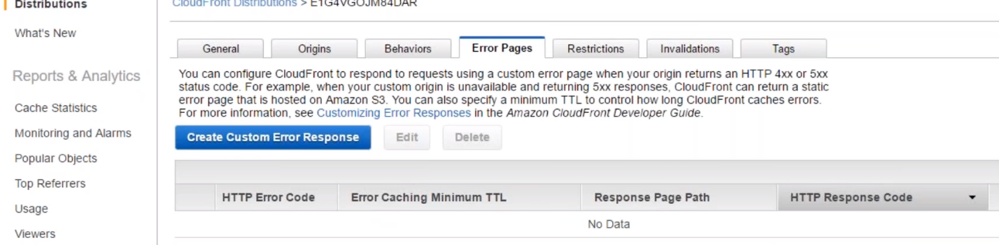 Distributions
What's New
Reports & Analytics
Cache Statistics
Monitoring and Alarms
Popular Objects
Top Referrers
Usage
Viewers
CloudFront Distributions > E1G4VGOJM84DAR
General Origins Behaviors Error Pages Restrictions Invalidations Tags
You can configure CloudFront to respond to requests using a custom error page when your origin returns an HTTP 4xx or 5xx
status code. For example, when your custom origin is unavailable and returning 5xx responses, CloudFront can return a static
error page that is hosted on Amazon S3. You can also specify a minimum TTL to control how long CloudFront caches errors.
For more information, see Customizing Error Responses in the Amazon CloudFront Developer Guide.
Create Custom Error Response Edit Delete
HTTP Error Code Error Caching Minimum TTL Response Page Path HTTP Response Code
No Data